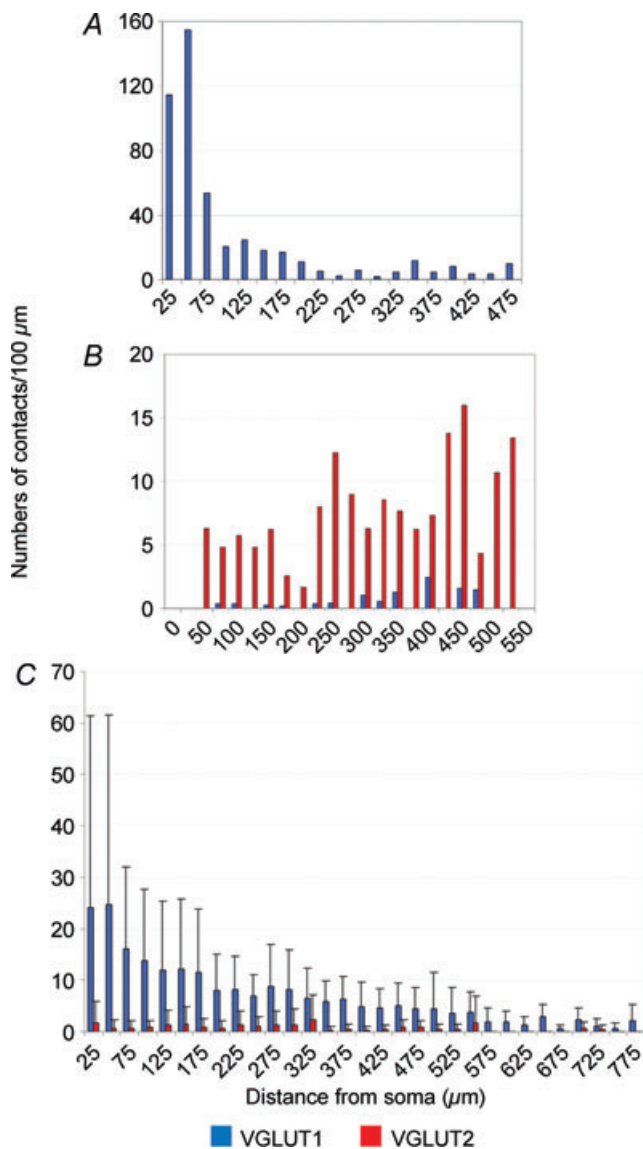 A
160
120
80
40
0
25 75 125 175 225 275 325 375 425 475
Numbers of contacts/100 µm
B
20
15
10
5
0
0 50 100 150 200 250 300 350 400 450 500 550
C
70
60
50
40
30
20
10
0
25 75 125 175 225 275 325 375 425 475 525 575 625 675 725 775
Distance from soma (µm)
VGLUT1 VGLUT2